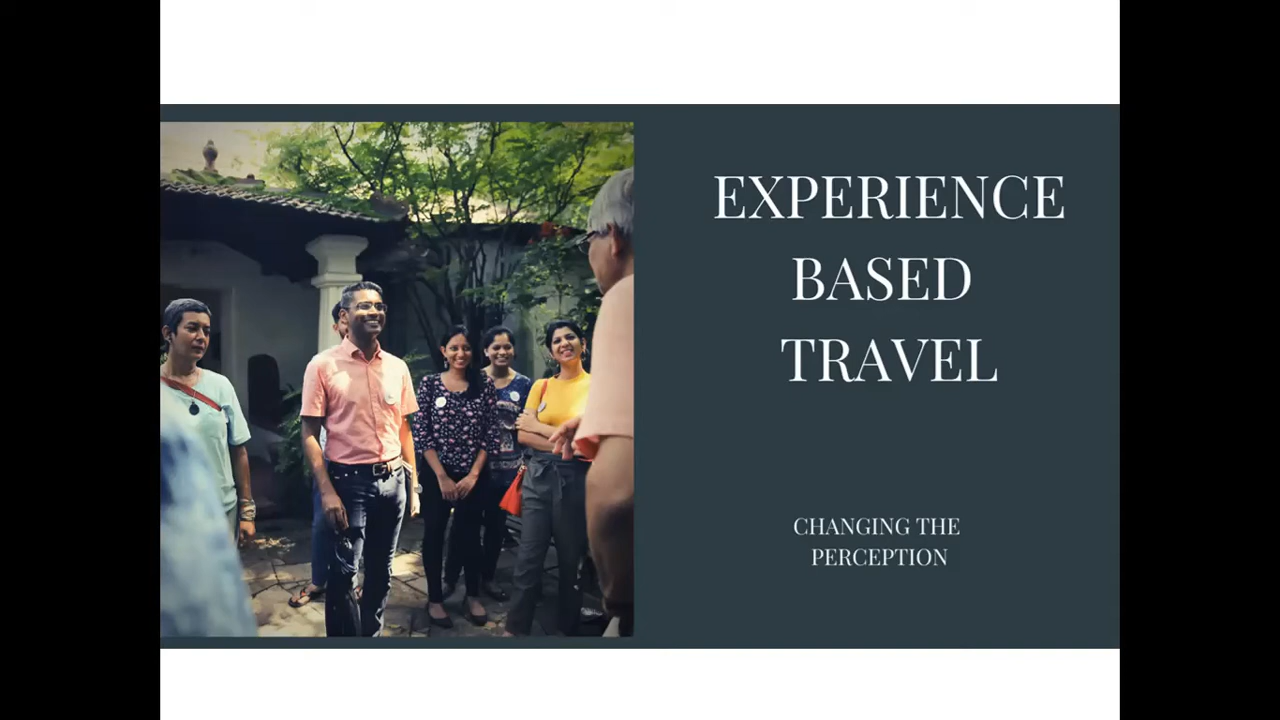 EXPERIENCE
BASED
TRAVEL
CHANGING THE
PERCEPTION